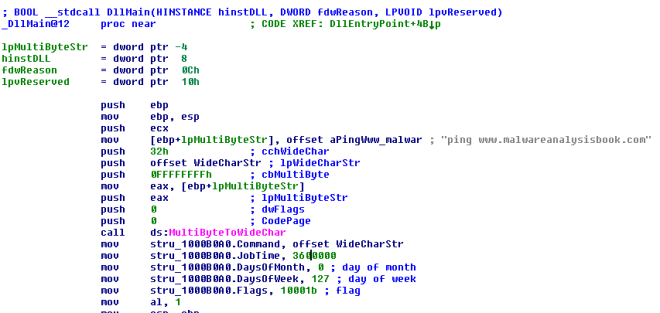 ; BOOL __stdcall DllMain(HINSTANCE hinstDLL, DWORD fdwReason, LPVOID lpvReserved)
_DllMain@12 proc near ; CODE XREF: DllEntryPoint+4B↓p
lpMultiByteStr = dword ptr -4
hinstDLL = dword ptr 8
fdwReason = dword ptr 0Ch
lpvReserved = dword ptr 10h
push ebp
mov ebp, esp
push ecx
mov [ebp+lpMultiByteStr], offset aPingWww_malwar ; "ping www.malwareanalysisbook.com"
push 32h ; cchWideChar
push offset WideCharStr ; lpWideCharStr
push 0FFFFFFFFh ; cbMultiByte
mov eax, [ebp+lpMultiByteStr]
push eax ; lpMultiByteStr
push 0 ; dwFlags
push 0 ; CodePage
call ds:MultiByteToWideChar
mov stru_1000B0A0.Command, offset WideCharStr
mov stru_1000B0A0.JobTime, 3600000
mov stru_1000B0A0.DaysOfMonth, 0 ; day of month
mov stru_1000B0A0.DaysOfWeek, 127 ; day of week
mov stru_1000B0A0.Flags, 10001b ; flag
mov al, 1
mov esp, ebp